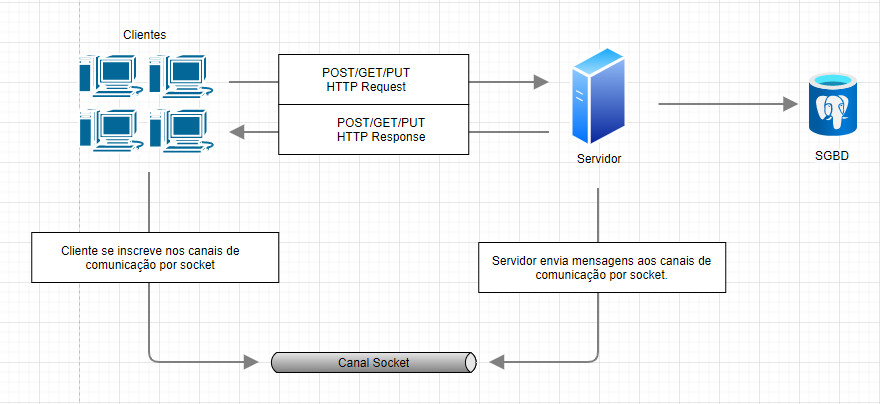 Clientes
POST/GET/PUT
HTTP Request
POST/GET/PUT
HTTP Response
Servidor
SGBD
Cliente se inscreve nos canais de
comunicação por socket
Servidor envia mensagens aos canais de
comunicação por socket.
Canal Socket